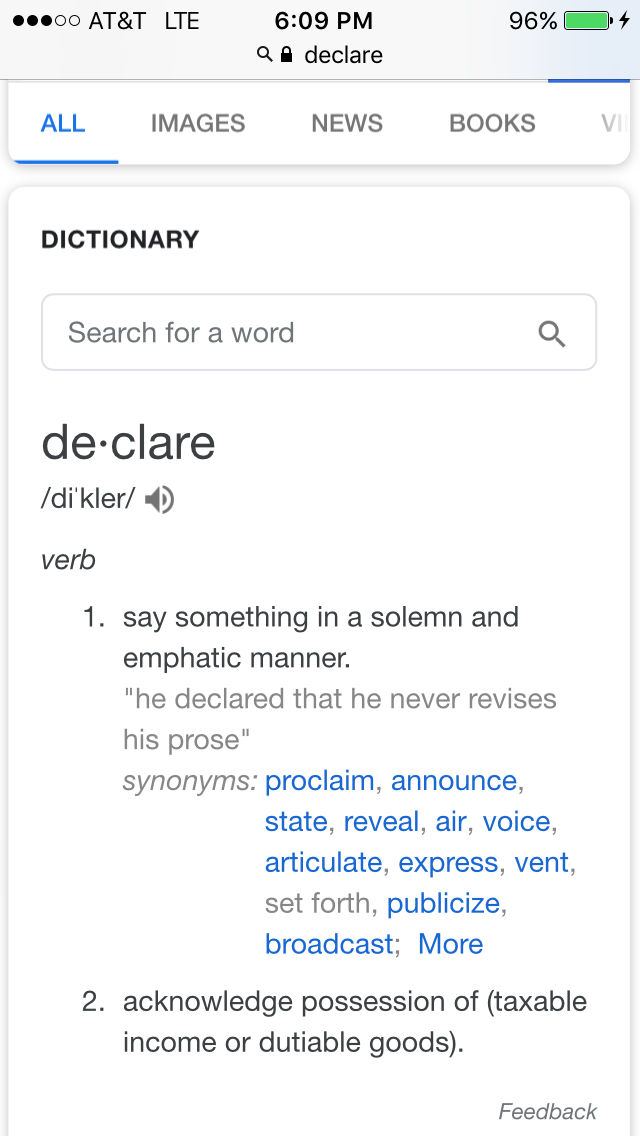 AT&T LTE 6:09 PM 96%
declare
ALL IMAGES NEWS BOOKS
DICTIONARY
Search for a word
de·clare
/diˈkler/
verb
1. say something in a solemn and
emphatic manner.
"he declared that he never revises
his prose"
synonyms: proclaim, announce,
state, reveal, air, voice,
articulate, express, vent,
set forth, publicize,
broadcast; More
2. acknowledge possession of (taxable
income or dutiable goods).
Feedback